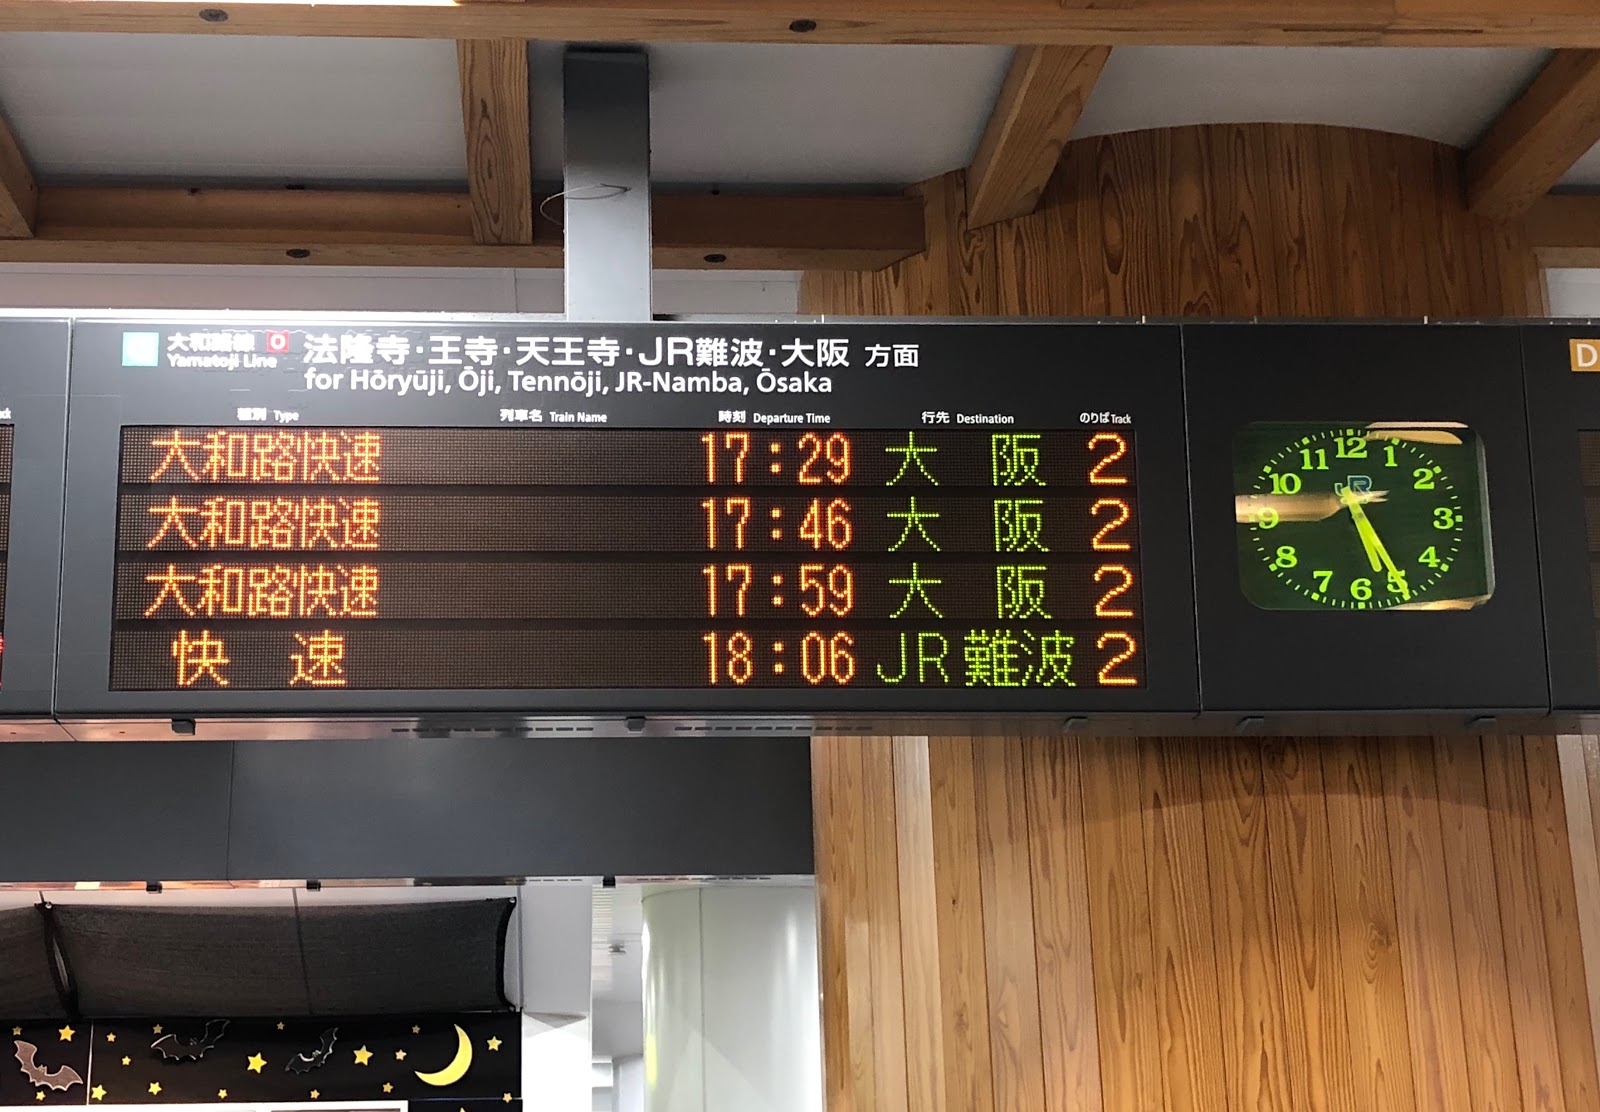 大和路線 O
Yamatoji Line
法隆寺・王寺・天王寺・JR難波・大阪 方面
for Hōryūji, Ōji, Tennōji, JR-Namba, Ōsaka
種別 Type 列車名 Train Name 時刻 Departure Time 行先 Destination のりば Track
大和路快速 17:29 大阪 2
大和路快速 17:46 大阪 2
大和路快速 17:59 大阪 2
快速 18:06 JR難波 2
12
1
2
3
4
5
6
7
8
9
10
11
JR
D